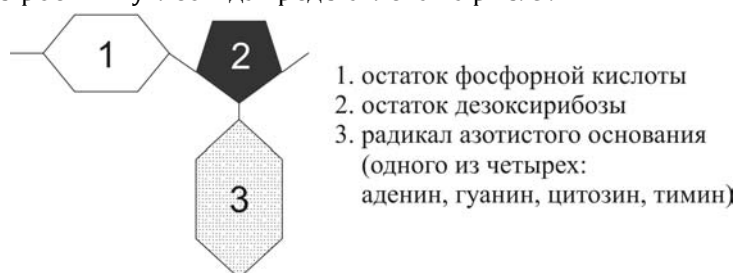 1
2
3
1. остаток фосфорной кислоты
2. остаток дезоксирибозы
3. радикал азотистого основания
(одного из четырех:
аденин, гуанин, цитозин, тимин)